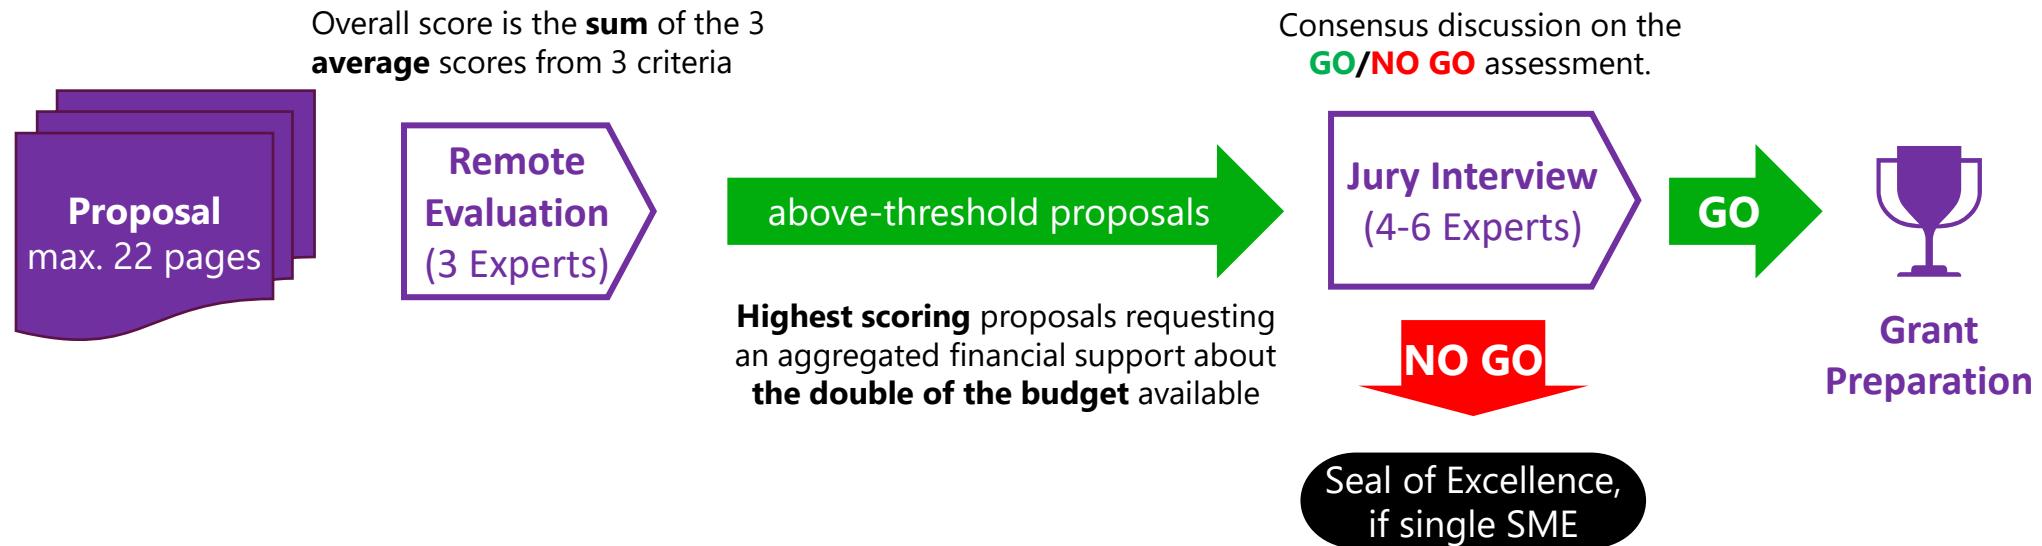 Overall score is the sum of the 3
average scores from 3 criteria
Proposal
max. 22 pages
Remote
Evaluation
(3 Experts)
above-threshold proposals
Highest scoring proposals requesting
an aggregated financial support about
the double of the budget available
Consensus discussion on the
GO/NO GO assessment.
Jury Interview
(4-6 Experts)
GO
NO GO
Seal of Excellence,
if single SME
Grant
Preparation